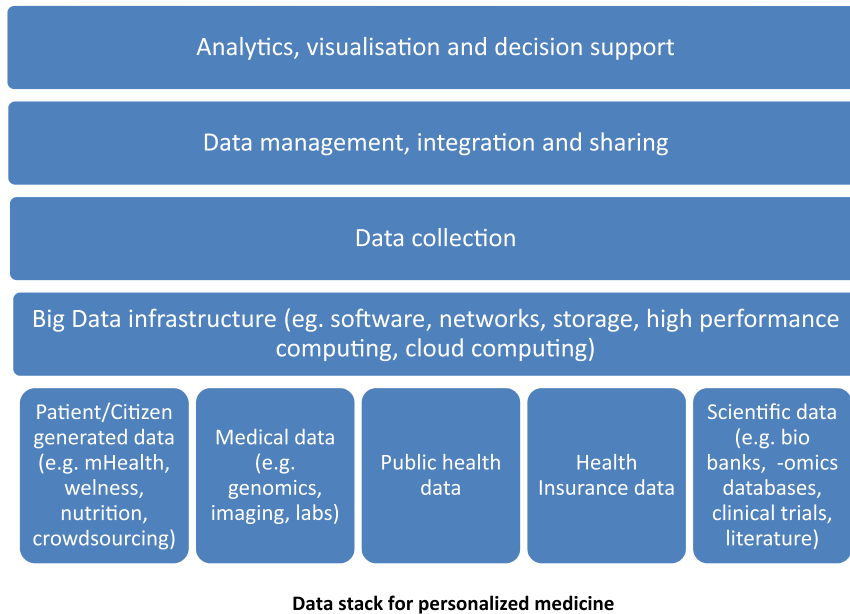 Analytics, visualisation and decision support
Data management, integration and sharing
Data collection
Big Data infrastructure (eg. software, networks, storage, high performance
computing, cloud computing)
Patient/Citizen
generated data
(e.g. mHealth,
welness,
nutrition,
crowdsourcing)
Medical data
(e.g.
genomics,
imaging, labs)
Public health
data
Health
Insurance data
Scientific data
(e.g. bio
banks, -omics
databases,
clinical trials,
literature)
Data stack for personalized medicine